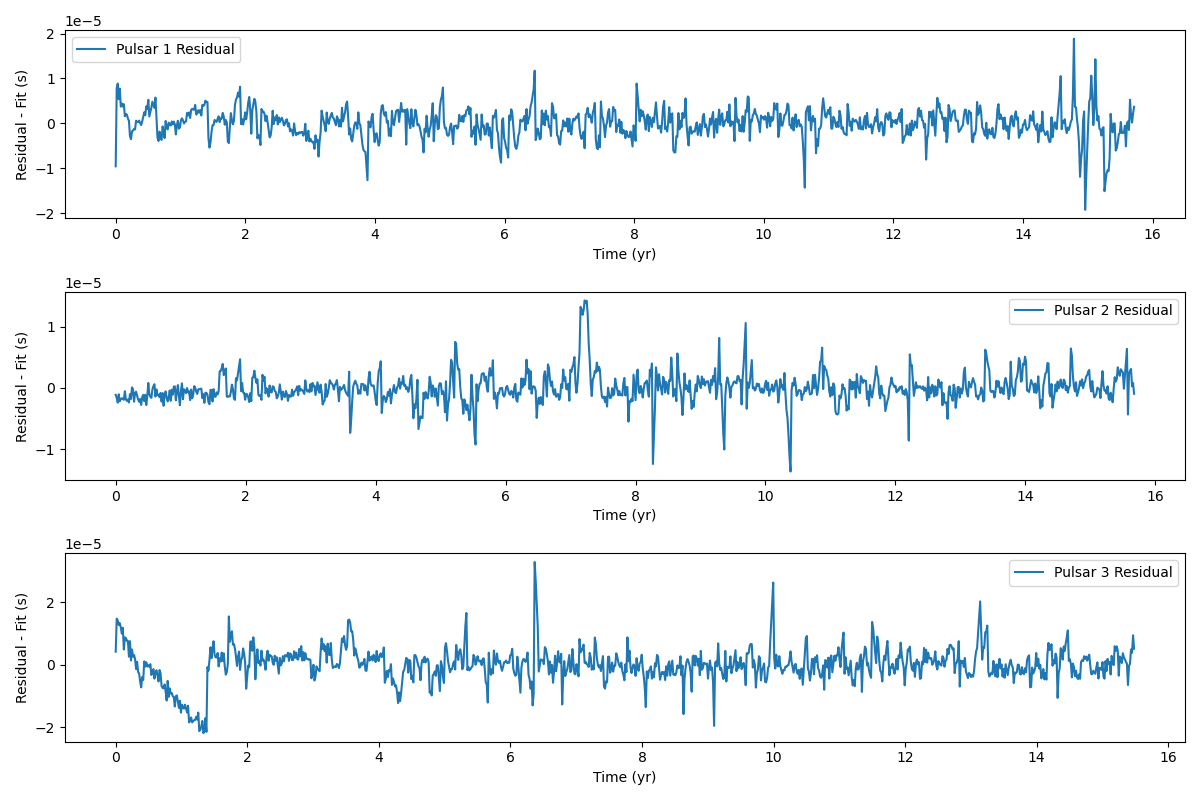 1e−5
Residual - Fit (s)
2
1
0
−1
−2
Pulsar 1 Residual
0 2 4 6 8 10 12 14 16
Time (yr)
1e−5
Residual - Fit (s)
1
0
−1
Pulsar 2 Residual
0 2 4 6 8 10 12 14 16
Time (yr)
1e−5
Residual - Fit (s)
2
0
−2
Pulsar 3 Residual
0 2 4 6 8 10 12 14 16
Time (yr)